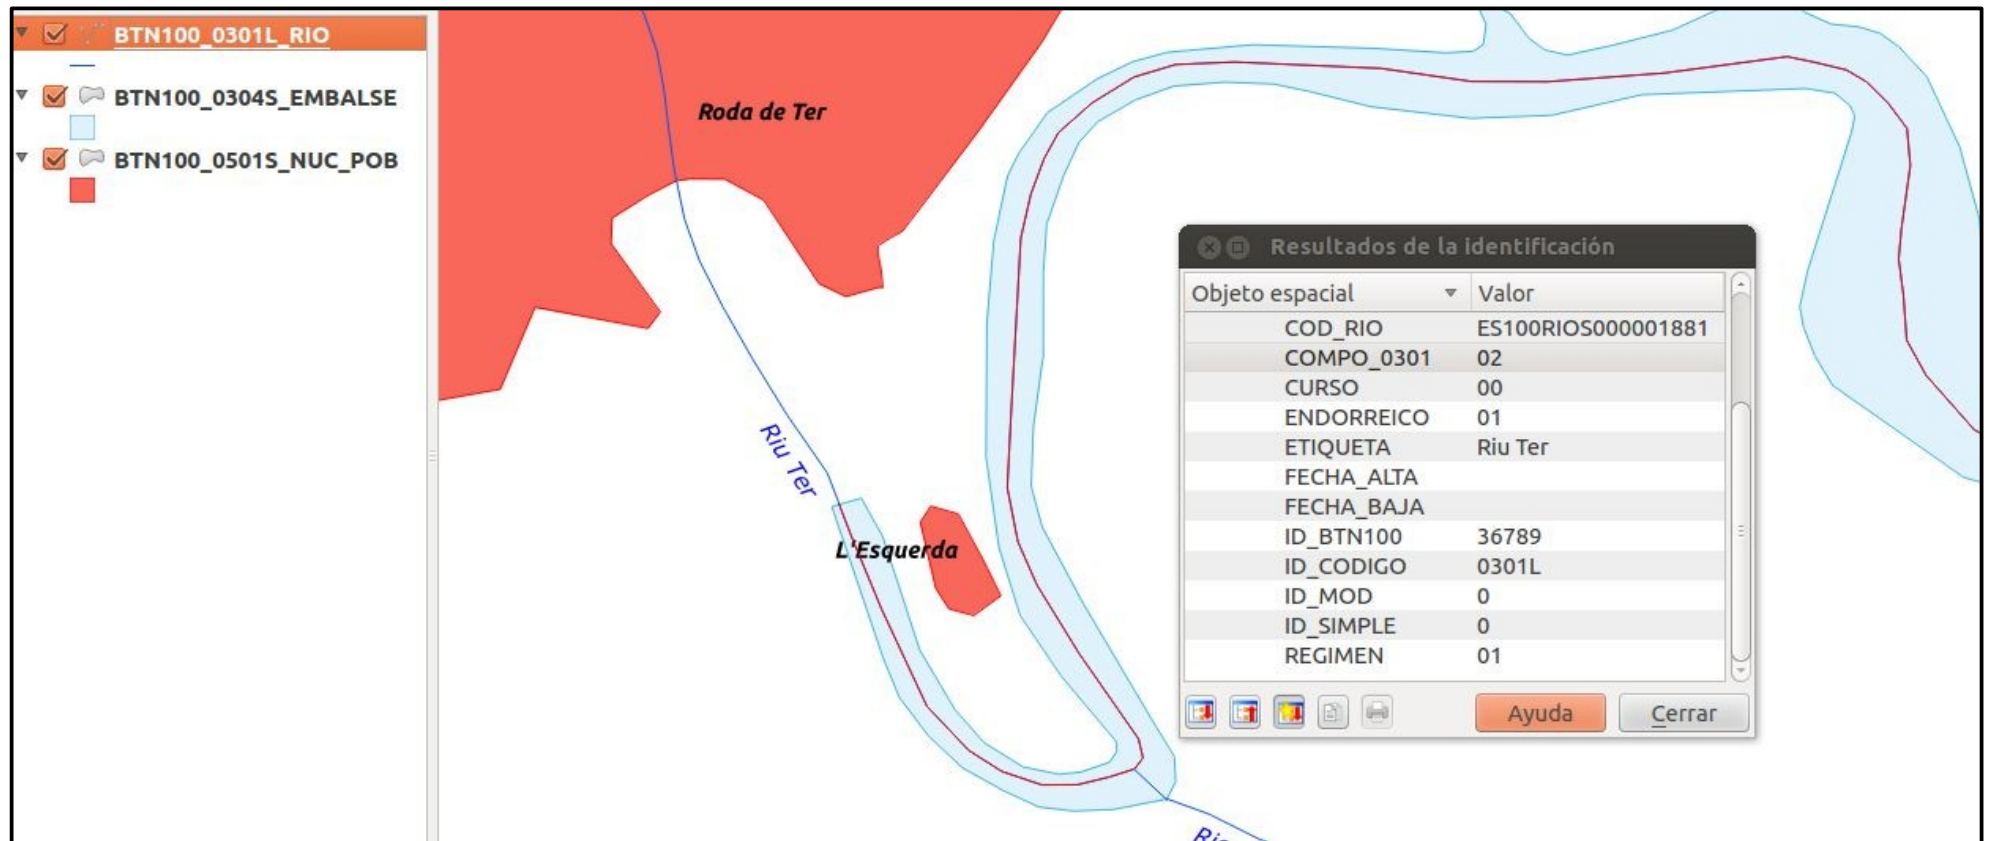 BTN100_0301L_RIO
BTN100_0304S_EMBALSE
BTN100_0501S_NUC_POB
Roda de Ter
Riu Ter
L'Esquerda
Resultados de la identificación
Objeto espacial Valor
COD_RIO ES100RIOS000001881
COMPO_0301 02
CURSO 00
ENDORREICO 01
ETIQUETA Riu Ter
FECHA_ALTA
FECHA_BAJA
ID_BTN100 36789
ID_CODIGO 0301L
ID_MOD 0
ID_SIMPLE 0
REGIMEN 01
Ayuda Cerrar